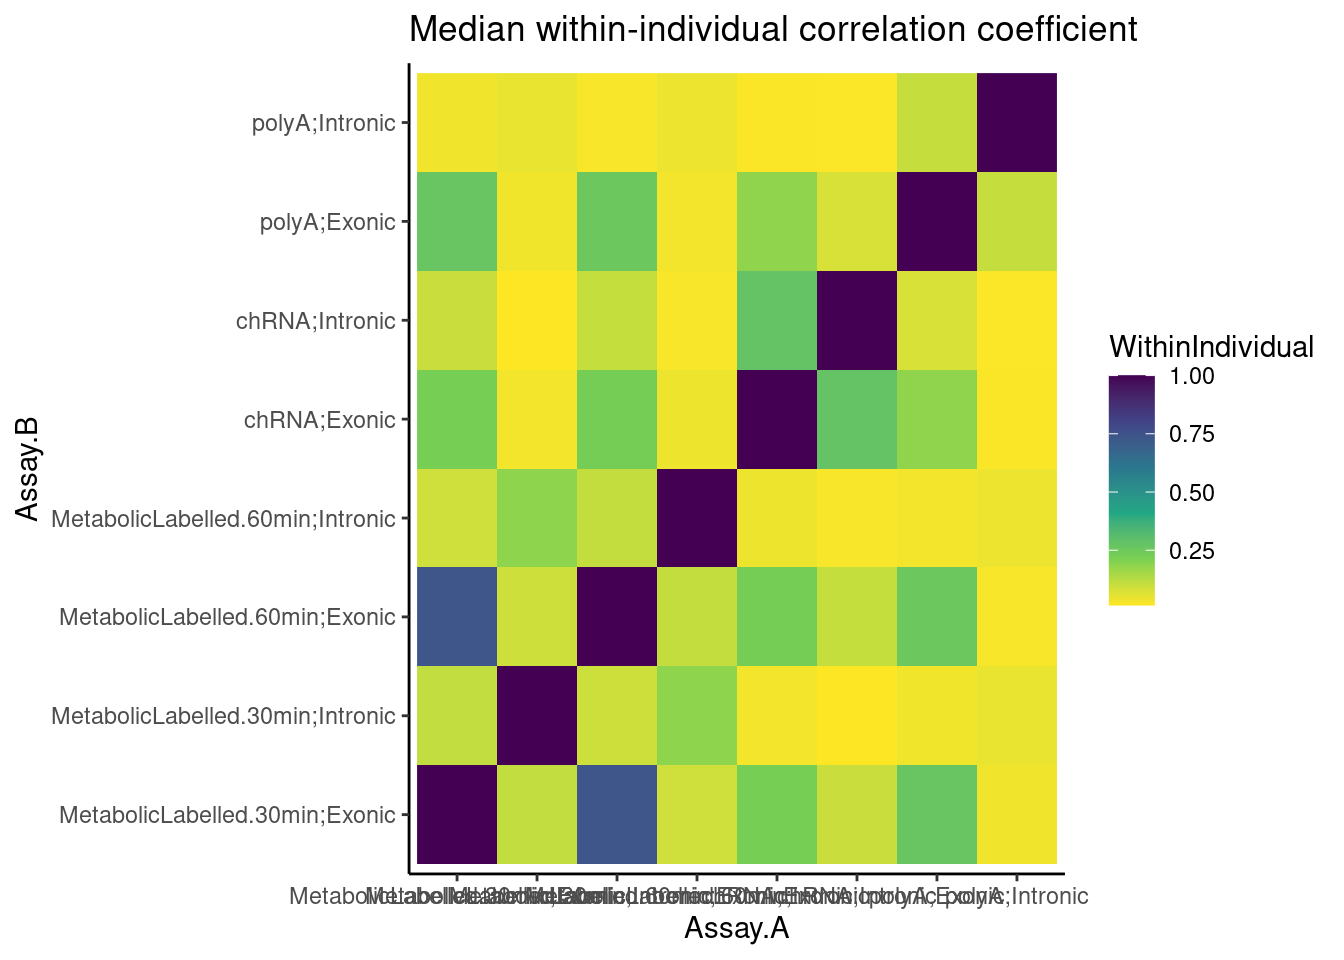 Median within-individual correlation coefficient
polyA;Intronic
polyA;Exonic
chRNA;Intronic
chRNA;Exonic
MetabolicLabelled.60min;Intronic
MetabolicLabelled.60min;Exonic
MetabolicLabelled.30min;Intronic
MetabolicLabelled.30min;Exonic
Assay.B
Assay.A
WithinIndividual
1.00
0.75
0.50
0.25